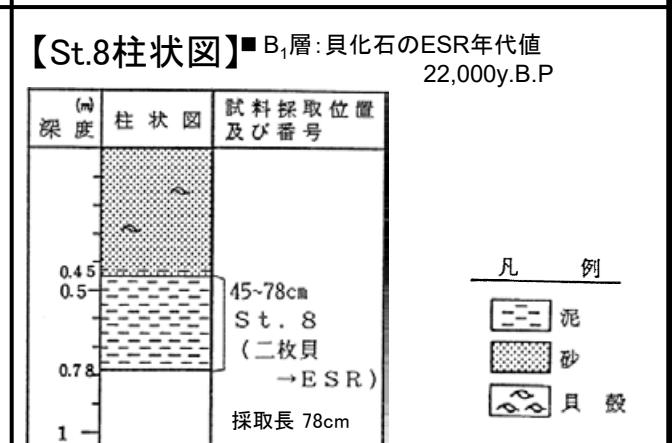 【St.8柱状図】■ B₁層：貝化石のESR年代値
22,000y.B.P
(m)
深度 柱状図 試料採取位置
及び番号
0.45
0.5
45~78cm
St. 8
(二枚貝
→ESR)
0.78
採取長 78cm
1
凡 例
泥
砂
貝 殻